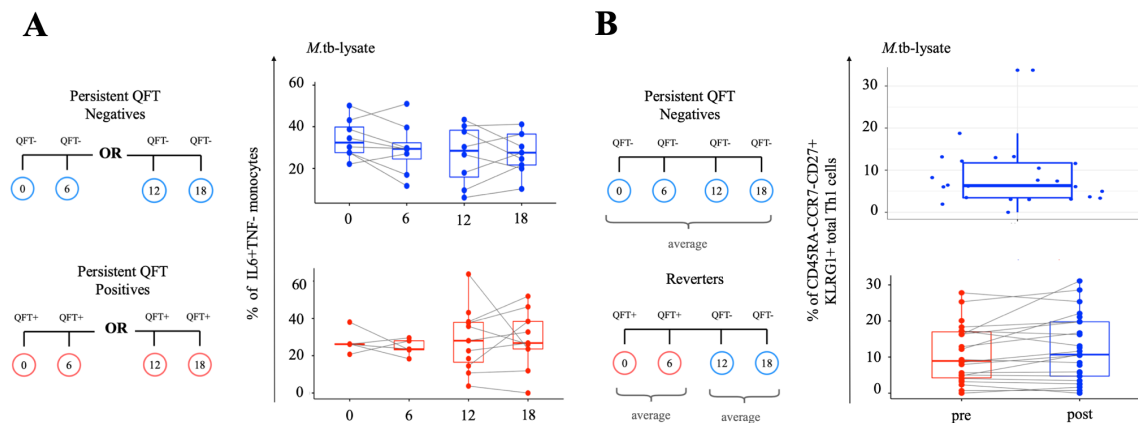 A
B
M.tb-lysate
Persistent QFT
Negatives
QFT- QFT- QFT- QFT-
OR
0 6 12 18
% of IL6+TNF- monocytes
60
40
20
0 6 12 18
Persistent QFT
Positives
QFT+ QFT+ QFT+ QFT+
OR
0 6 12 18
60
40
20
0
0 6 12 18
M.tb-lysate
Persistent QFT
Negatives
QFT- QFT- QFT- QFT-
0 6 12 18
average
% of CD45RA-CCR7-CD27+
KLRG1+ total Th1 cells
30
20
10
0
Reverters
QFT+ QFT+ QFT- QFT-
0 6 12 18
average average
30
20
10
0
pre post